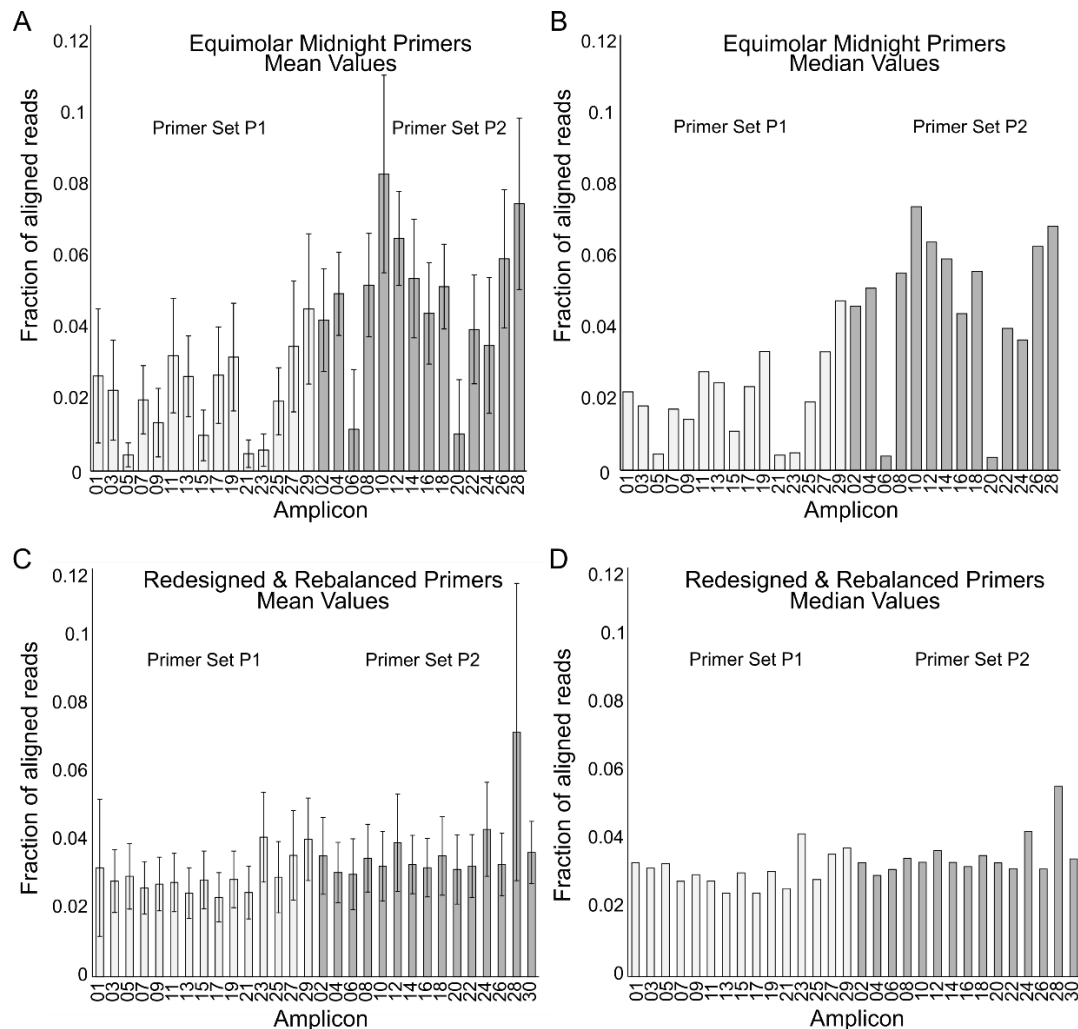 A
Equimolar Midnight Primers
Mean Values
Primer Set P1
Primer Set P2
Fraction of aligned reads
0.12
0.1
0.08
0.06
0.04
0.02
0
01 03 05 07 09 11 13 15 17 19 21 23 25 27 29 02 04 06 08 10 12 14 16 18 20 22 24 26 28
Amplicon
B
Equimolar Midnight Primers
Median Values
Primer Set P1
Primer Set P2
Fraction of aligned reads
0.12
0.1
0.08
0.06
0.04
0.02
0
01 03 05 07 09 11 13 15 17 19 21 23 25 27 29 02 04 06 08 10 12 14 16 18 20 22 24 26 28
Amplicon
C
Redesigned & Rebalanced Primers
Mean Values
Primer Set P1
Primer Set P2
Fraction of aligned reads
0.12
0.1
0.08
0.06
0.04
0.02
0
01 03 05 07 09 11 13 15 17 19 21 23 25 27 29 02 04 06 08 10 12 14 16 18 20 22 24 26 28 30
Amplicon
D
Redesigned & Rebalanced Primers
Median Values
Primer Set P1
Primer Set P2
Fraction of aligned reads
0.12
0.1
0.08
0.06
0.04
0.02
0
01 03 05 07 09 11 13 15 17 19 21 23 25 27 29 02 04 06 08 10 12 14 16 18 20 22 24 26 28 30
Amplicon